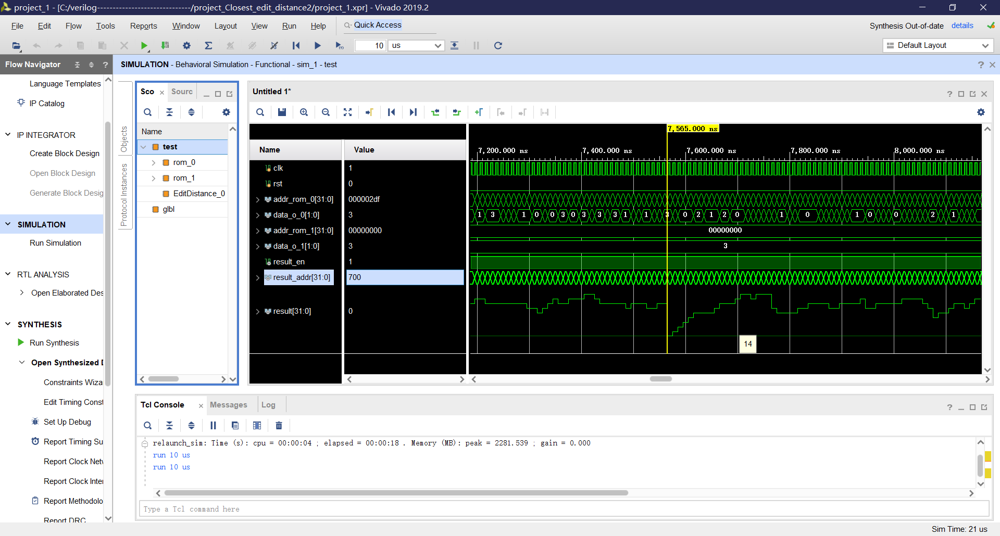 project_1 - [C:/verilog------------------------------/project_Closest_edit_distance2/project_1.xpr] - Vivado 2019.2
File Edit Flow Tools Reports Window Layout View Run Help Quick Access
Synthesis Out-of-date details
10 us
Default Layout
Flow Navigator ?
SIMULATION - Behavioral Simulation - Functional - sim_1 - test
Language Templates
IP Catalog
IP INTEGRATOR
Create Block Design
Open Block Design
Generate Block Desig
SIMULATION
Run Simulation
RTL ANALYSIS
Open Elaborated Des
SYNTHESIS
Run Synthesis
Open Synthesized D
Constraints Wiza
Edit Timing Const
Set Up Debug
Report Timing Su
Report Clock Netw
Report Clock Inter
Report Methodolo
Report DRC
Objects
Protocol Instances
Sco Sourc
Name
test
rom_0
rom_1
EditDistance_0
glbl
Untitled 1*
7,565.000 ns
7,200.000 ns 7,400.000 ns 7,600.000 ns 7,800.000 ns 8,000.000 ns
Name Value
clk 1
rst 0
addr_rom_0[31:0] 000002df
data_o_0[1:0] 3 1 3 1 0 0 3 0 3 3 3 1 1 3 0 2 1 2 0 1 0 1 0 0 2 1
addr_rom_1[31:0] 00000000 00000000
data_o_1[1:0] 3 3
result_en 1
result_addr[31:0] 700
result[31:0] 0
14
Tcl Console Messages Log
relaunch_sim: Time (s): cpu = 00:00:04 ; elapsed = 00:00:18 . Memory (MB): peak = 2281.539 ; gain = 0.000
run 10 us
run 10 us
Type a Tcl command here
Sim Time: 21 us